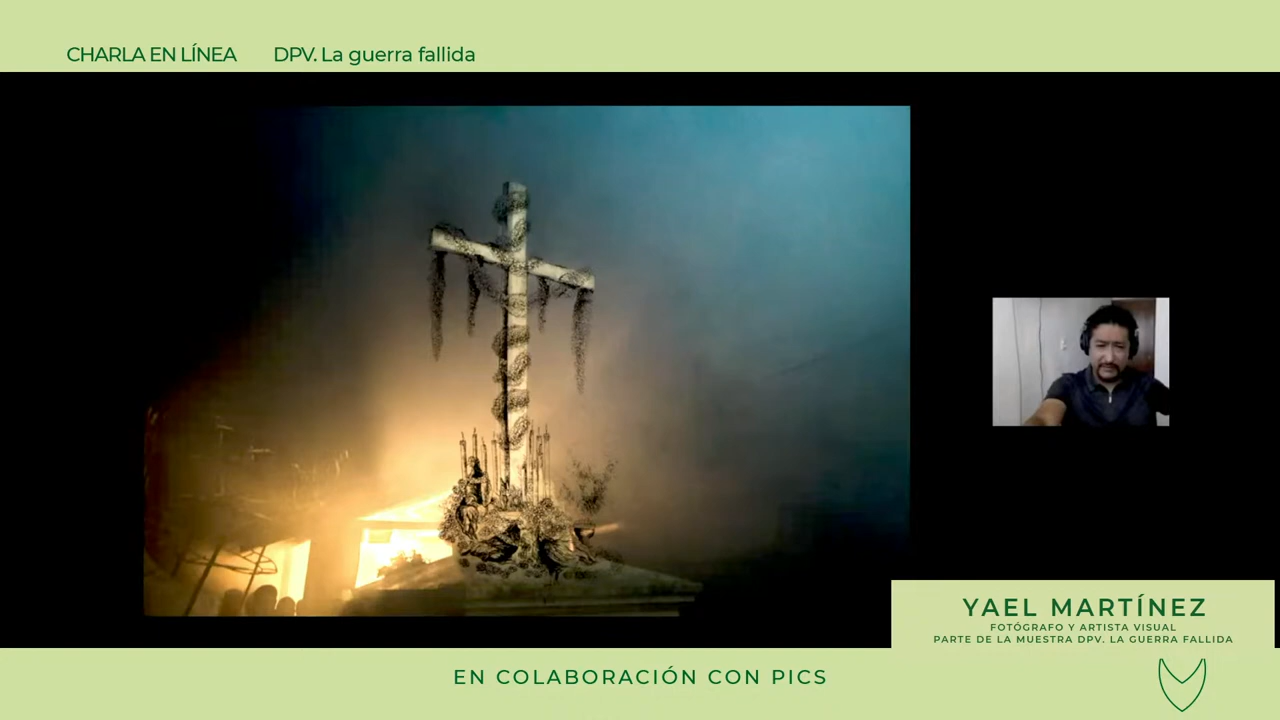 CHARLA EN LÍNEA DPV. La guerra fallida
YAEL MARTÍNEZ
FOTÓGRAFO Y ARTISTA VISUAL
PARTE DE LA MUESTRA DPV. LA GUERRA FALLIDA
EN COLABORACIÓN CON PICS